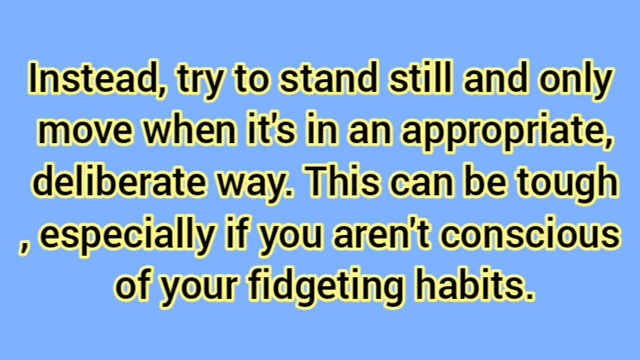 Instead, try to stand still and only
move when it's in an appropriate,
deliberate way. This can be tough
, especially if you aren't conscious
of your fidgeting habits.